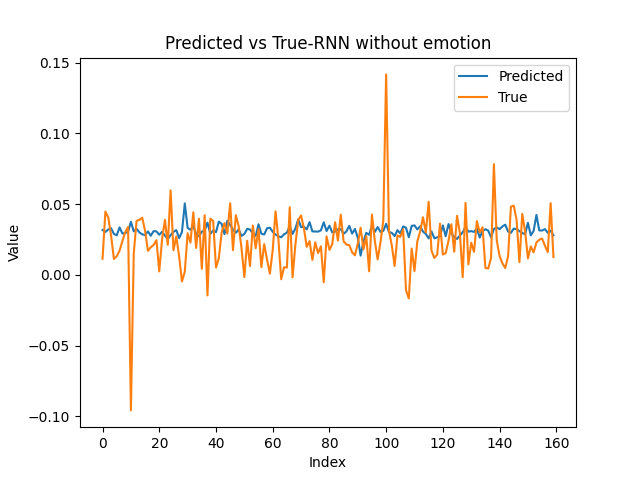 Predicted vs True-RNN without emotion
Predicted
True
0.15
0.10
0.05
0.00
−0.05
−0.10
Value
0 20 40 60 80 100 120 140 160
Index